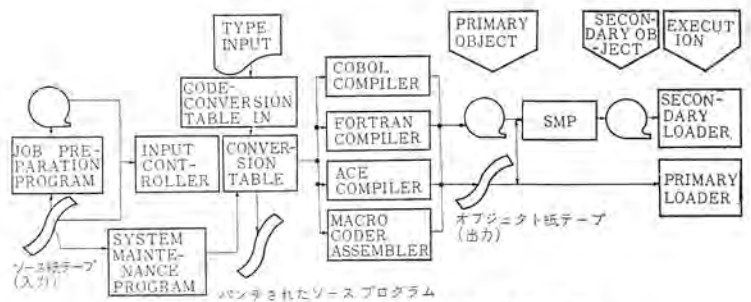 TYPE
INPUT
PRIMARY
OBJECT
SECON-
DARY OB
-JECT
EXECUT
ION
CODE-
CONVERSION
TABLE IN
COBOL
COMPILER
FORTRAN
COMPILER
ACE
COMPILER
MACRO
CODER
ASSEMBLER
SMP
SECON-
DARY
LOADER
PRIMARY
LOADER
JOB PRE-
PARATION
PROGRAM
INPUT
CONT-
ROLLER
CONVER-
SION
TABLE
SYSTEM
MAINTE-
NANCE
PROGRAM
ソース紙テープ
(入力)
パンチされたソースプログラム
オブジェクト紙テープ
(出力)